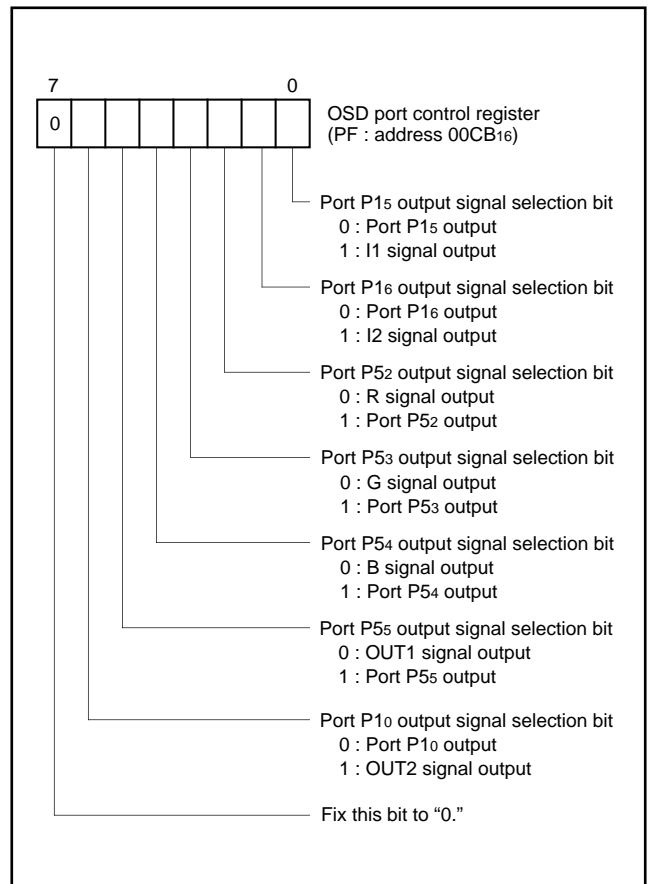 7 0
0
OSD port control register
(PF : address 00CB16)
Port P15 output signal selection bit
0 : Port P15 output
1 : I1 signal output
Port P16 output signal selection bit
0 : Port P16 output
1 : I2 signal output
Port P52 output signal selection bit
0 : R signal output
1 : Port P52 output
Port P53 output signal selection bit
0 : G signal output
1 : Port P53 output
Port P54 output signal selection bit
0 : B signal output
1 : Port P54 output
Port P55 output signal selection bit
0 : OUT1 signal output
1 : Port P55 output
Port P10 output signal selection bit
0 : Port P10 output
1 : OUT2 signal output
Fix this bit to “0.”